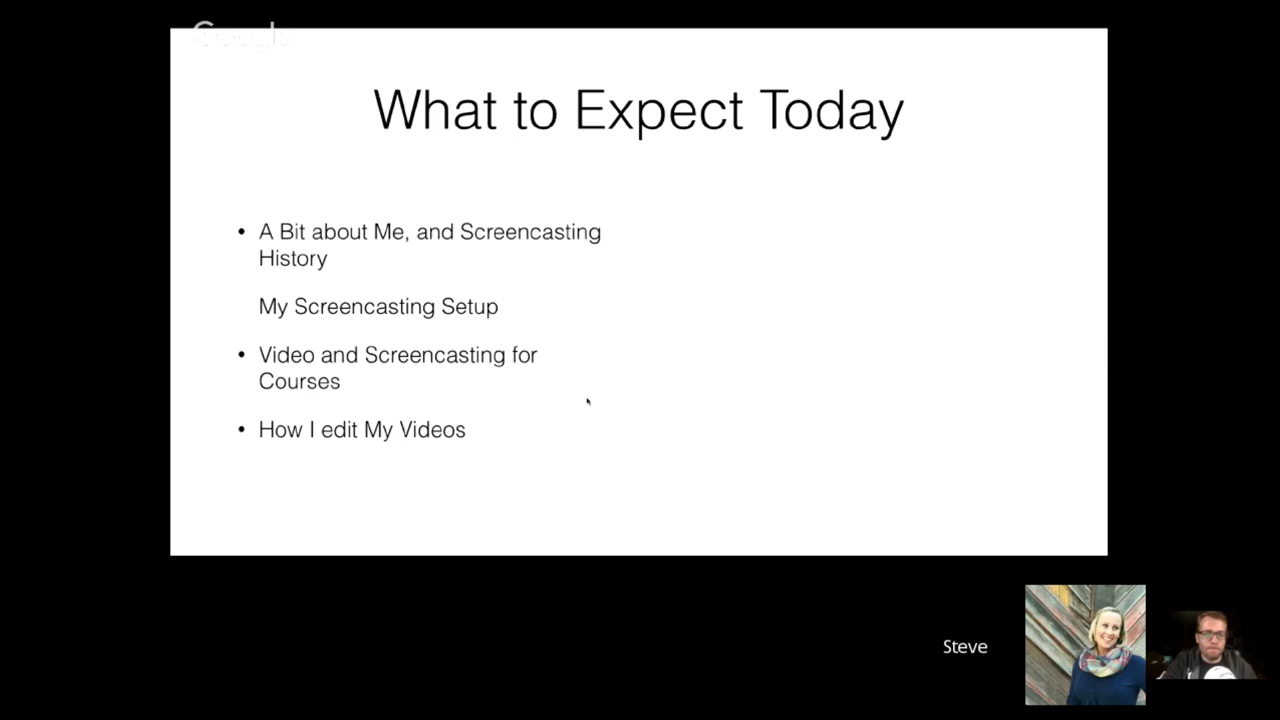 Google
What to Expect Today
• A Bit about Me, and Screencasting
History
My Screencasting Setup
• Video and Screencasting for
Courses
• How I edit My Videos
Steve